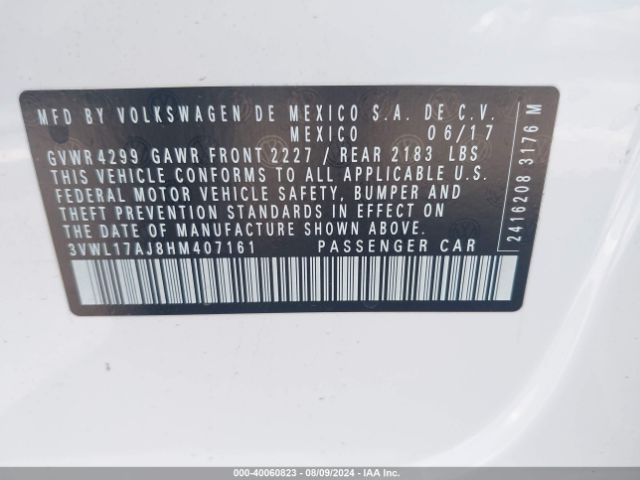 MFD BY VOLKSWAGEN DE MEXICO S.A. DE C.V.
MEXICO 06/17
GVWR 4299 GAWR FRONT 2227 / REAR 2183 LBS
THIS VEHICLE CONFORMS TO ALL APPLICABLE U.S.
FEDERAL MOTOR VEHICLE SAFETY, BUMPER AND
THEFT PREVENTION STANDARDS IN EFFECT ON
THE DATE OF MANUFACTURE SHOWN ABOVE.
3VWL17AJ8HM407161 PASSENGER CAR
2416208 3176 M
000-40060823 - 08/09/2024 - IAA LLC